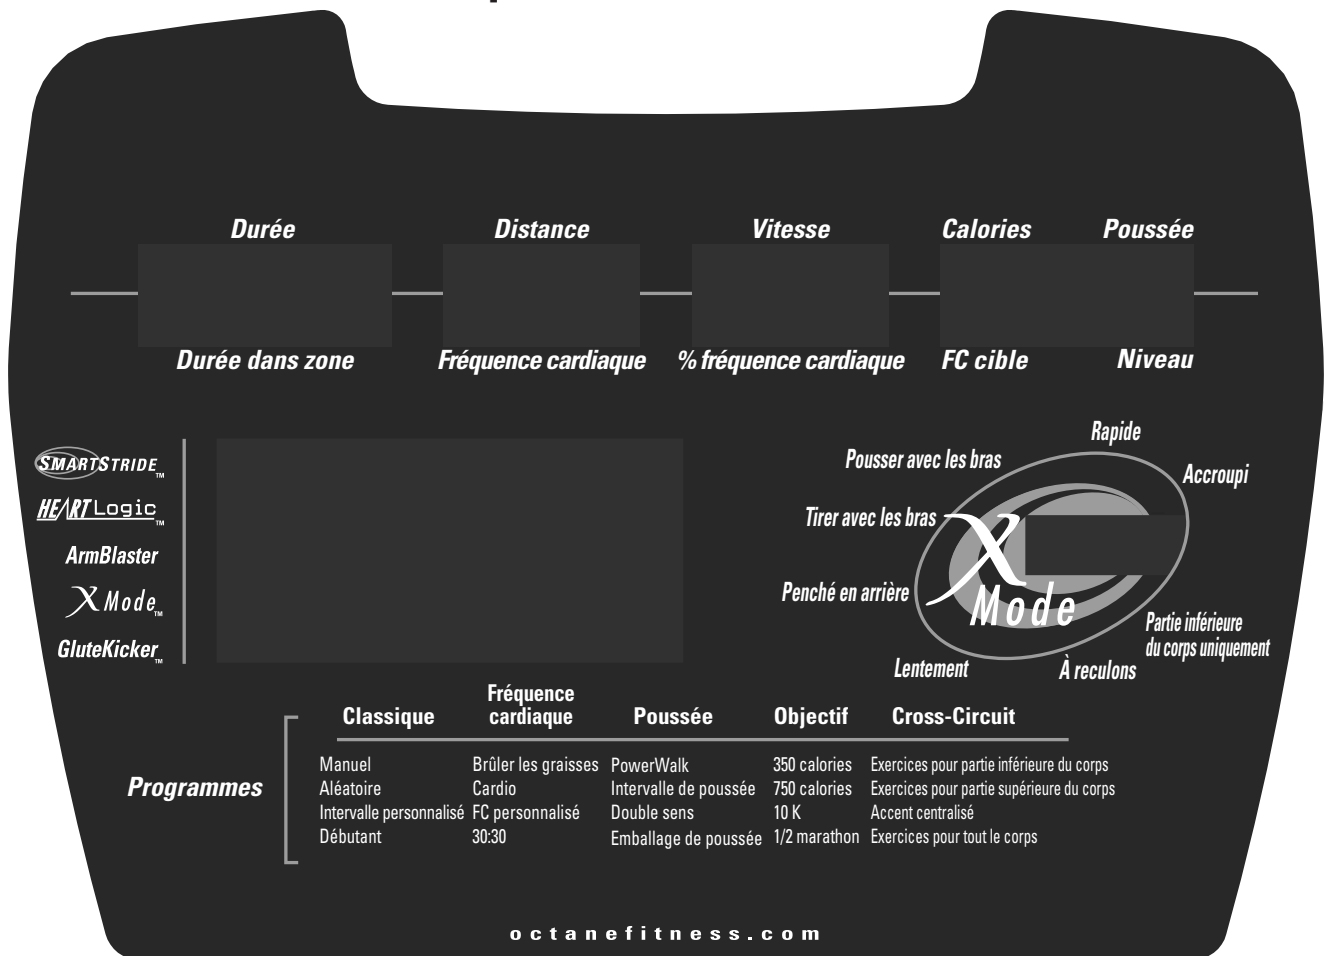 Durée Distance Vitesse Calories Poussée
Durée dans zone Fréquence cardiaque % fréquence cardiaque FC cible Niveau
SMARTSTRIDE™
HEARTLogic™
ArmBlaster
XMode™
GluteKicker™
Rapide
Pousser avec les bras
Accroupi
Tirer avec les bras
X
Mode
Penché en arrière
Partie inférieure
du corps uniquement
Lentement
À reculons
Programmes
Classique
Manuel
Aléatoire
Intervalle personnalisé
Débutant
Fréquence
cardiaque
Brûler les graisses
Cardio
FC personnalisé
30:30
Poussée
PowerWalk
Intervalle de poussée
Double sens
Emballage de poussée
Objectif
350 calories
750 calories
10 K
1/2 marathon
Cross-Circuit
Exercices pour partie inférieure du corps
Exercices pour partie supérieure du corps
Accent centralisé
Exercices pour tout le corps
octanefitness.com